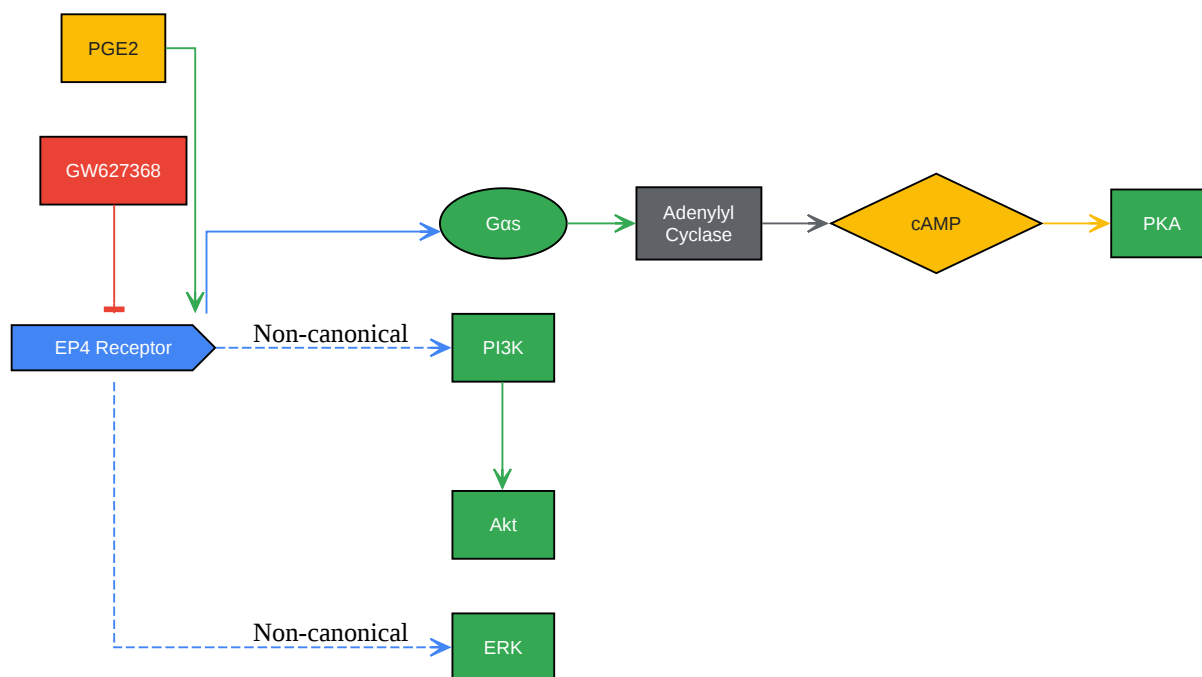 PGE2
GW627368
Gαs
Adenylyl
Cyclase
cAMP
PKA
EP4 Receptor
Non-canonical
PI3K
Akt
Non-canonical
ERK